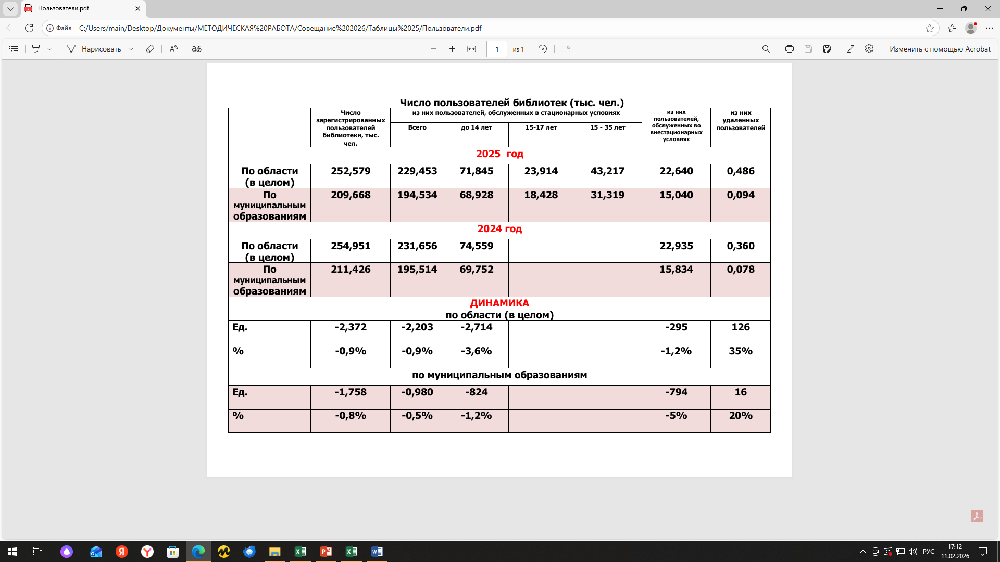 Пользователи.pdf
Файл C:/Users/main/Desktop/Документы/МЕТОДИЧЕСКАЯ%20РАБОТА/Совещание%202026/Таблицы%2025/Пользователи.pdf
Нарисовать
1 из 1
Изменить с помощью Acrobat
Число пользователей библиотек (тыс. чел.)
Число зарегистрированных пользователей библиотеки, тыс. чел.
из них пользователей, обслуженных в стационарных условиях
из них пользователей, обслуженных во внестационарных условиях
из них удаленных пользователей
Всего до 14 лет 15-17 лет 15 - 35 лет
2025 год
По области (в целом) 252,579 229,453 71,845 23,914 43,217 22,640 0,486
По муниципальным образованиям 209,668 194,534 68,928 18,428 31,319 15,040 0,094
2024 год
По области (в целом) 254,951 231,656 74,559 22,935 0,360
По муниципальным образованиям 211,426 195,514 69,752 15,834 0,078
ДИНАМИКА
по области (в целом)
Ед. -2,372 -2,203 -2,714 -295 126
% -0,9% -0,9% -3,6% -1,2% 35%
по муниципальным образованиям
Ед. -1,758 -0,980 -824 -794 16
% -0,8% -0,5% -1,2% -5% 20%
РУС
17:12
11.02.2026